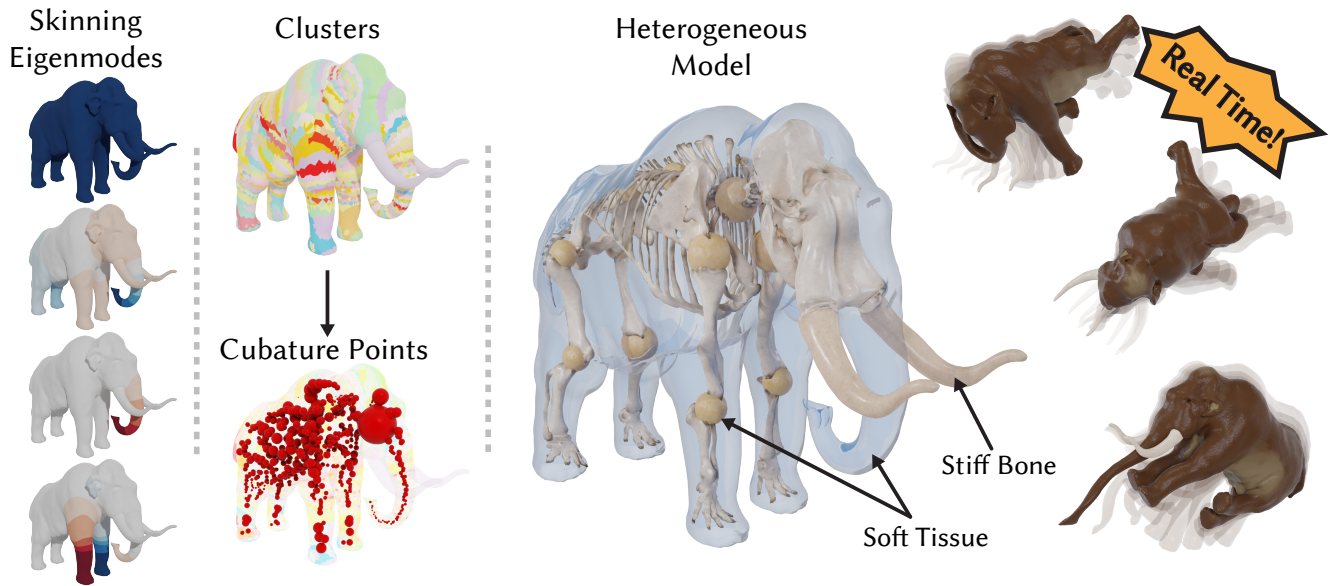 Skinning
Eigenmodes
Clusters
Cubature Points
Heterogeneous
Model
Stiff Bone
Soft Tissue
Real Time!